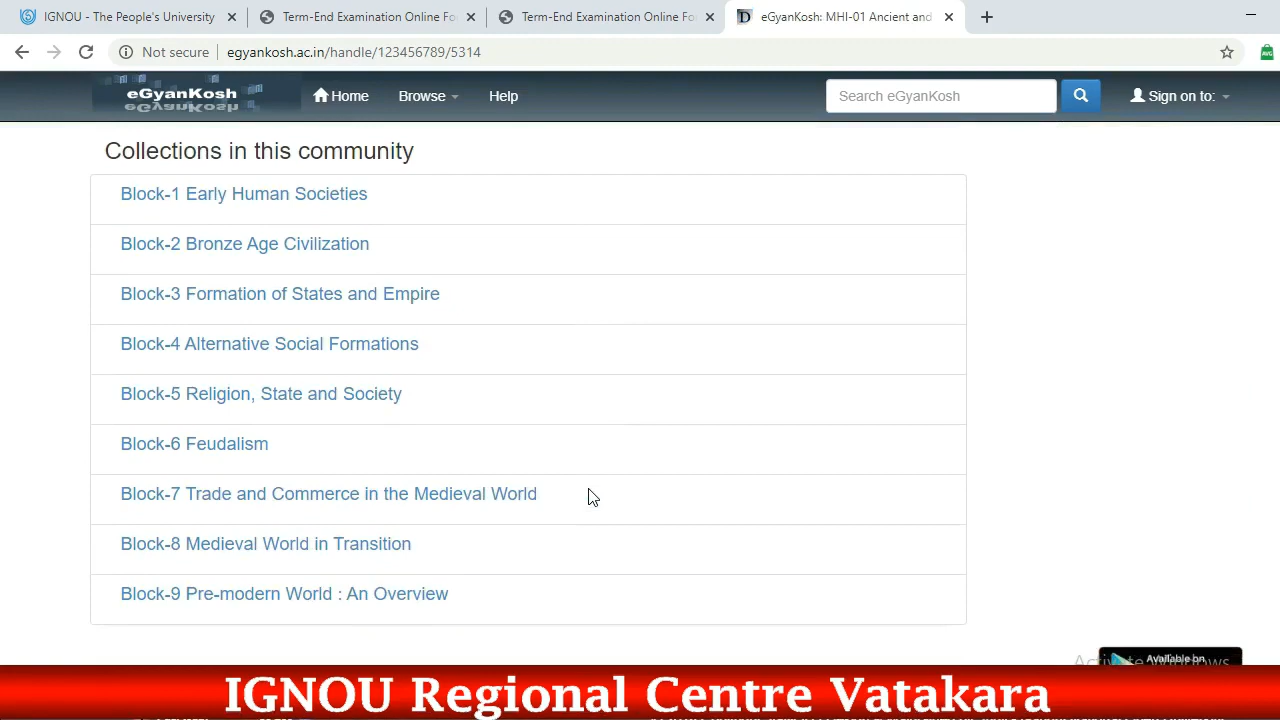 IGNOU - The People's University
Term-End Examination Online Fo
Term-End Examination Online Fo
eGyanKosh: MHI-01 Ancient and
Not secure
egyankosh.ac.in/handle/123456789/5314
AVG
eGyanKosh
Home
Browse
Help
Search eGyanKosh
Sign on to:
Collections in this community
Block-1 Early Human Societies
Block-2 Bronze Age Civilization
Block-3 Formation of States and Empire
Block-4 Alternative Social Formations
Block-5 Religion, State and Society
Block-6 Feudalism
Block-7 Trade and Commerce in the Medieval World
Block-8 Medieval World in Transition
Block-9 Pre-modern World : An Overview
Activate Windows
Available on
IGNOU Regional Centre Vatakara